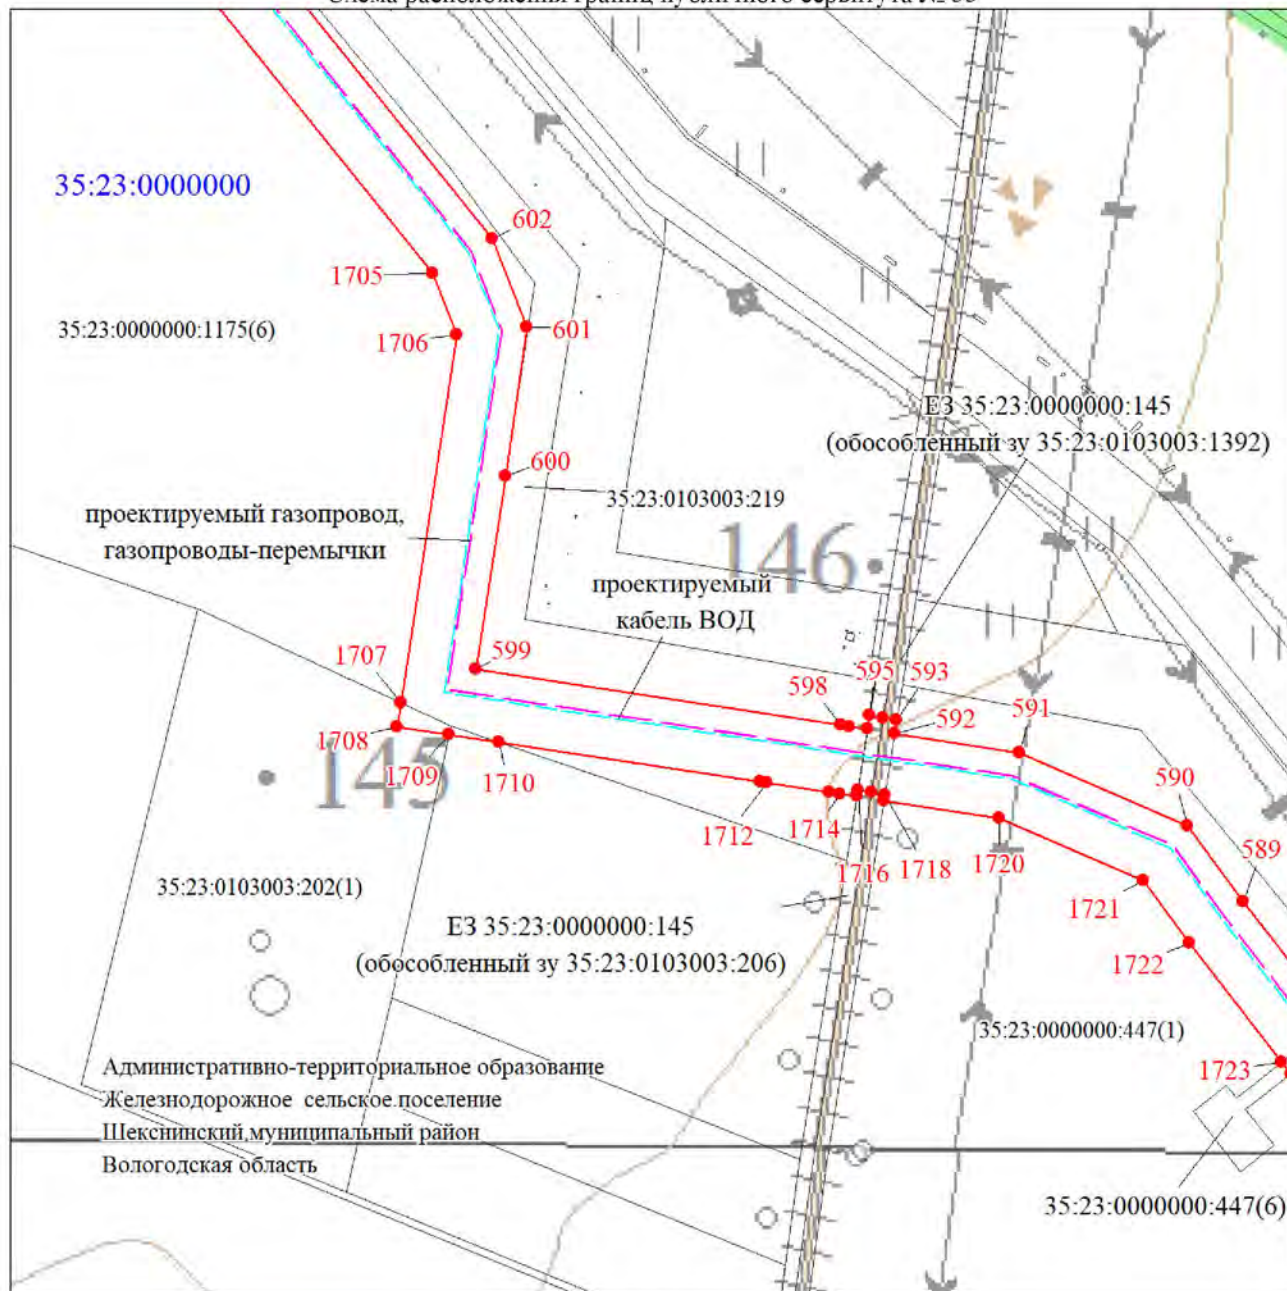 35:23:0000000
602
1705
35:23:0000000:1175(6)
1706
601
ЕЗ 35:23:0000000:145
(обособленный зу 35:23:0103003:1392)
600
35:23:0103003:219
проектируемый газопровод,
газопроводы-перемычки
146
проектируемый
кабель ВОД
599
1707
598
595
593
592
591
1708
1709
1710
145
590
589
1712
1714
1716
1718
1720
1721
1722
35:23:0103003:202(1)
ЕЗ 35:23:0000000:145
(обособленный зу 35:23:0103003:206)
35:23:0000000:447(1)
1723
Административно-территориальное образование
Железнодорожное сельское поселение
Шекснинский муниципальный район
Вологодская область
35:23:0000000:447(6)